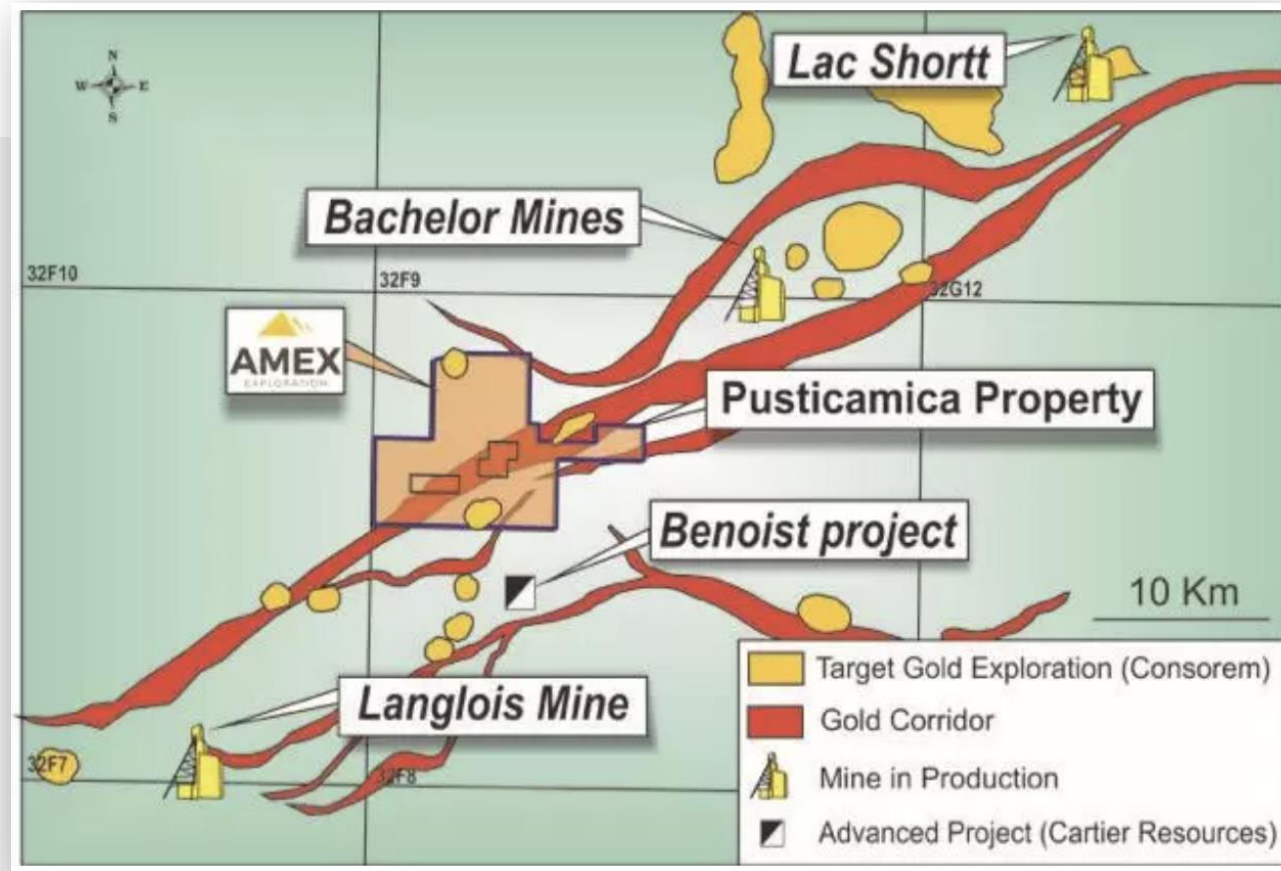 N
W E
S
Lac Shortt
Bachelor Mines
32F10
32F9
32G12
AMEX
EXPLORATION
Pusticamica Property
Benoist project
10 Km
Langlois Mine
32F7
32F8
Target Gold Exploration (Consorem)
Gold Corridor
Mine in Production
Advanced Project (Cartier Resources)